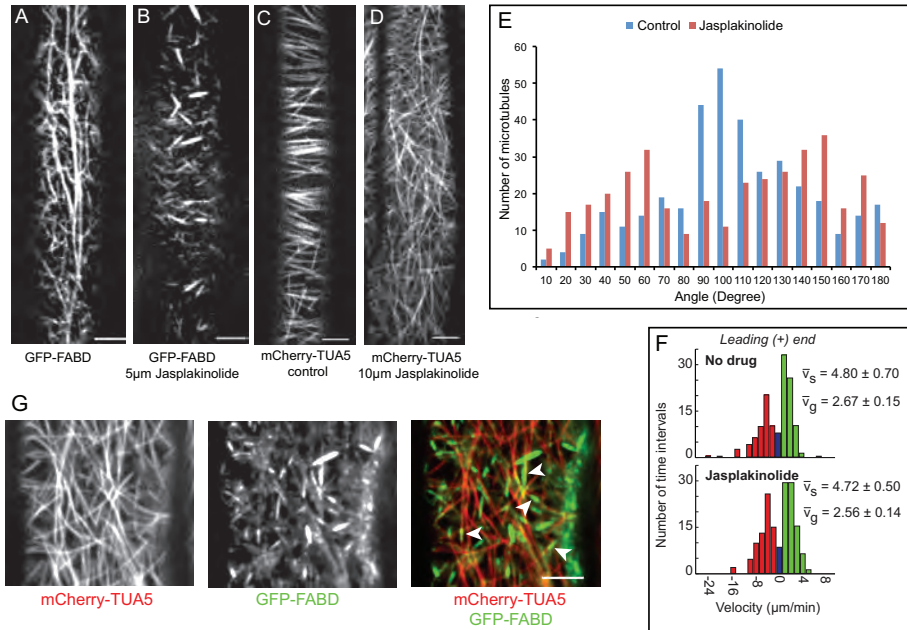 A
B
C
D
GFP-FABD
GFP-FABD
5µm Jasplakinolide
mCherry-TUA5
control
mCherry-TUA5
10µm Jasplakinolide
E
Control
Jasplakinolide
Number of microtubules
60
50
40
30
20
10
0
10 20 30 40 50 60 70 80 90 100 110 120 130 140 150 160 170 180
Angle (Degree)
F
Leading (+) end
No drug
v̄s = 4.80 ± 0.70
v̄g = 2.67 ± 0.15
30
15
Jasplakinolide
v̄s = 4.72 ± 0.50
v̄g = 2.56 ± 0.14
30
15
0
Number of time intervals
-24 -16 -8 0 8
Velocity (µm/min)
G
mCherry-TUA5
GFP-FABD
mCherry-TUA5
GFP-FABD